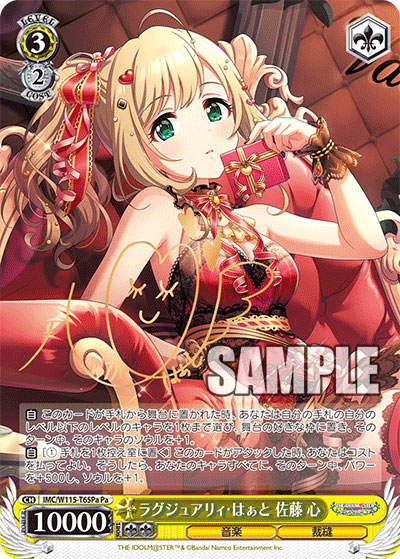 LEVEL
3
2
COST
SAMPLE
自 このカードが手札から舞台に置かれた時、あなたは自分の手札の自分の
レベル以下のレベルのキャラを1枚まで選び、舞台の好きな枠に置き、そ
のターン中、そのキャラのソウルを＋1。
自 ［① 手札を1枚控え室に置く］ このカードがアタックした時、あなたはコスト
を払ってよい。そうしたら、あなたのキャラすべてに、そのターン中、パワー
を＋500し、ソウルを＋1。
CH IMC/W115-T65Pa Pa
ラグジュアリィ・はぁと 佐藤 心
10000
音楽
裁縫
THE IDOLM@STER™ & ©Bandai Namco Entertainment Inc.